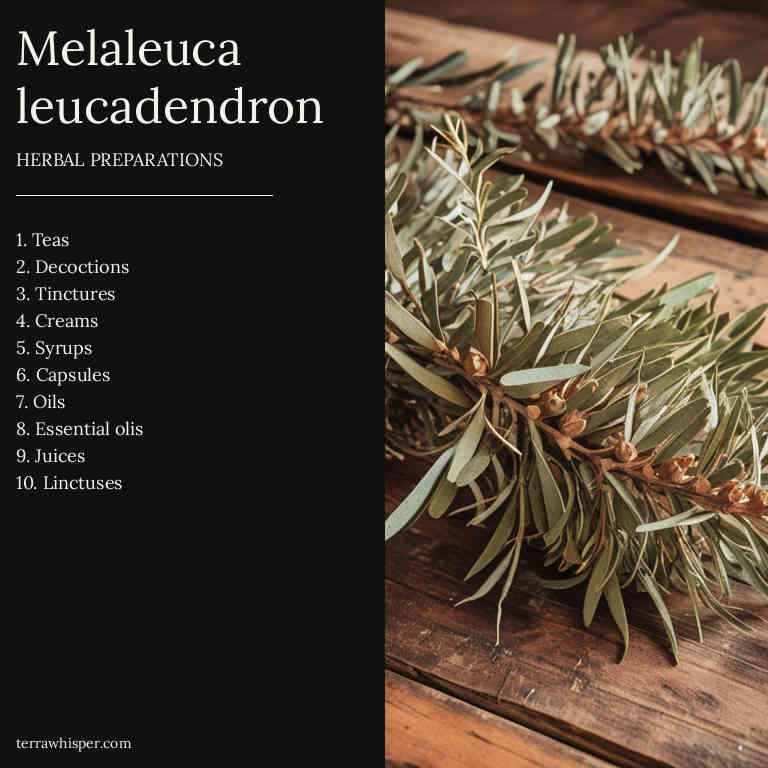 Melaleuca
leucadendron
HERBAL PREPARATIONS
1. Teas
2. Decoctions
3. Tinctures
4. Creams
5. Syrups
6. Capsules
7. Oils
8. Essential olis
9. Juices
10. Linctuses
terrawhisper.com